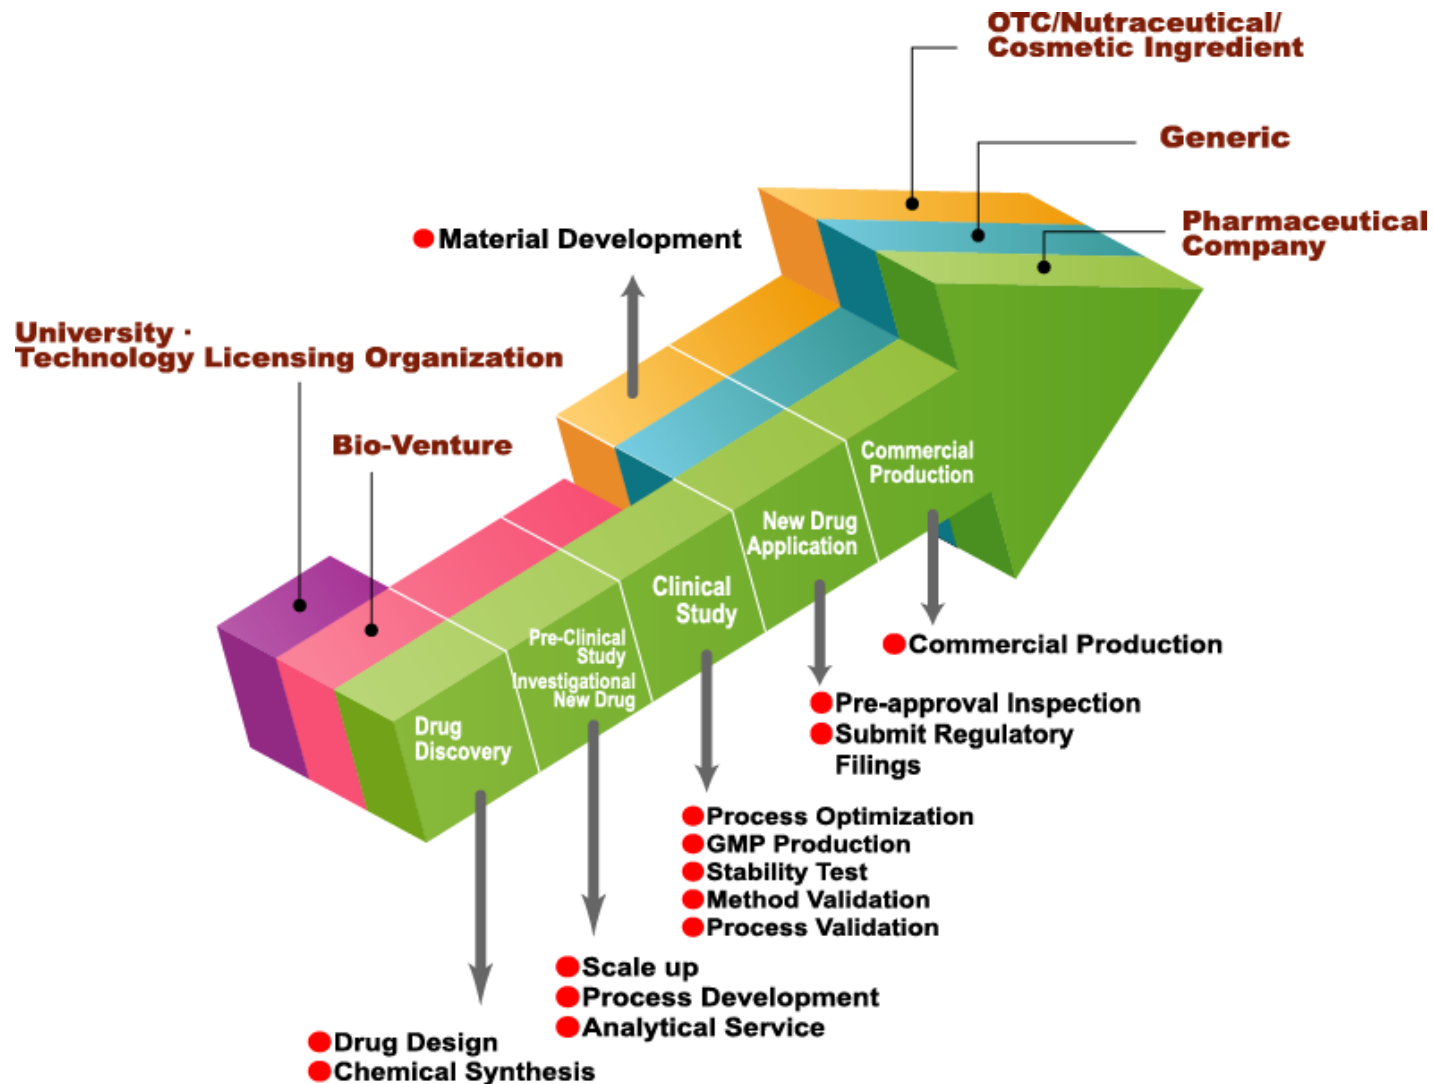 OTC/Nutraceutical/
Cosmetic Ingredient
Generic
Pharmaceutical
Company
Material Development
University ·
Technology Licensing Organization
Bio-Venture
Commercial
Production
New Drug
Application
Clinical
Study
Pre-Clinical
Study
Investigational
New Drug
Drug
Discovery
Commercial Production
Pre-approval Inspection
Submit Regulatory
Filings
Process Optimization
GMP Production
Stability Test
Method Validation
Process Validation
Scale up
Process Development
Analytical Service
Drug Design
Chemical Synthesis